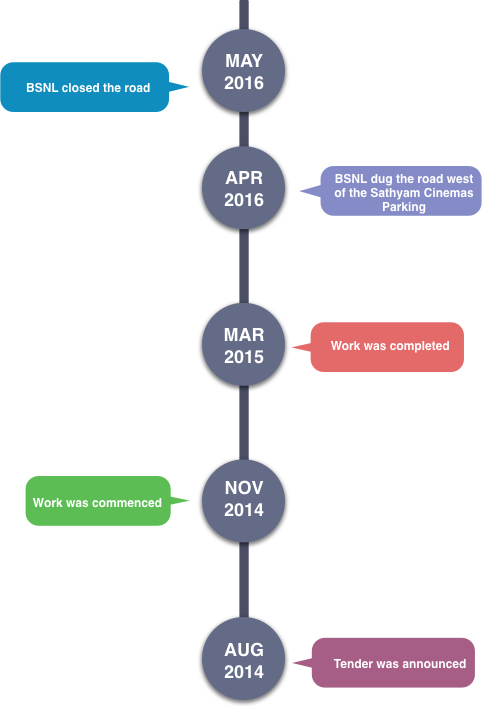 MAY
2016
BSNL closed the road
APR
2016
BSNL dug the road west
of the Sathyam Cinemas
Parking
MAR
2015
Work was completed
NOV
2014
Work was commenced
AUG
2014
Tender was announced